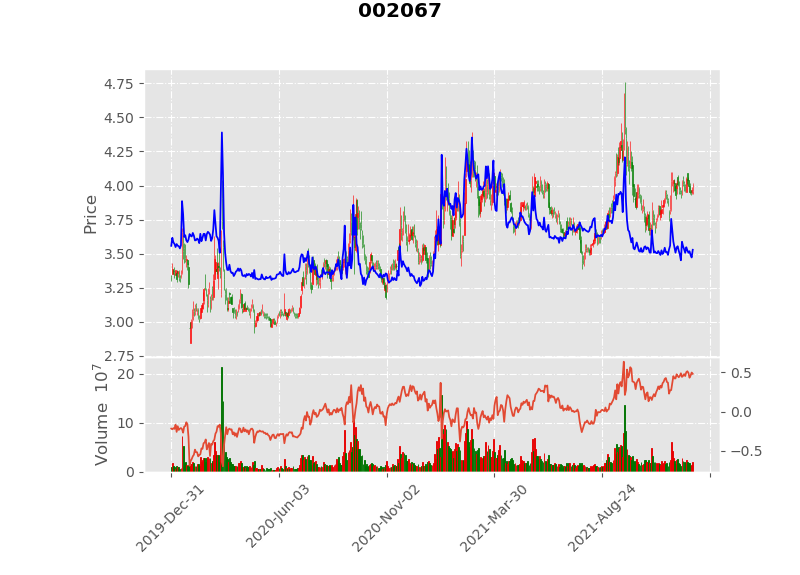 002067
4.75
4.50
4.25
4.00
3.75
3.50
3.25
3.00
2.75
Price
20
10
0
Volume 10^7
0.5
0.0
−0.5
2019-Dec-31
2020-Jun-03
2020-Nov-02
2021-Mar-30
2021-Aug-24